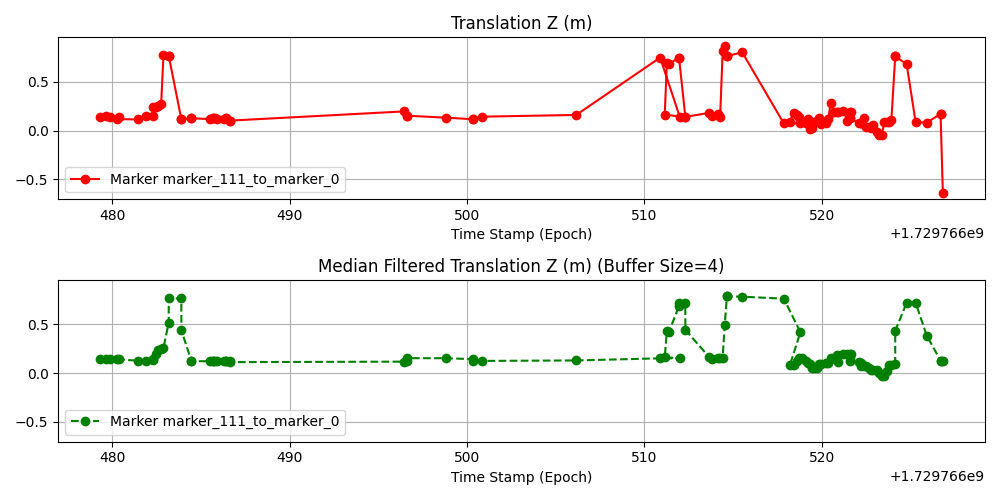 Translation Z (m)
0.5
0.0
−0.5
Marker marker_111_to_marker_0
480 490 500 510 520
Time Stamp (Epoch)
+1.729766e9
Median Filtered Translation Z (m) (Buffer Size=4)
0.5
0.0
−0.5
Marker marker_111_to_marker_0
480 490 500 510 520
Time Stamp (Epoch)
+1.729766e9